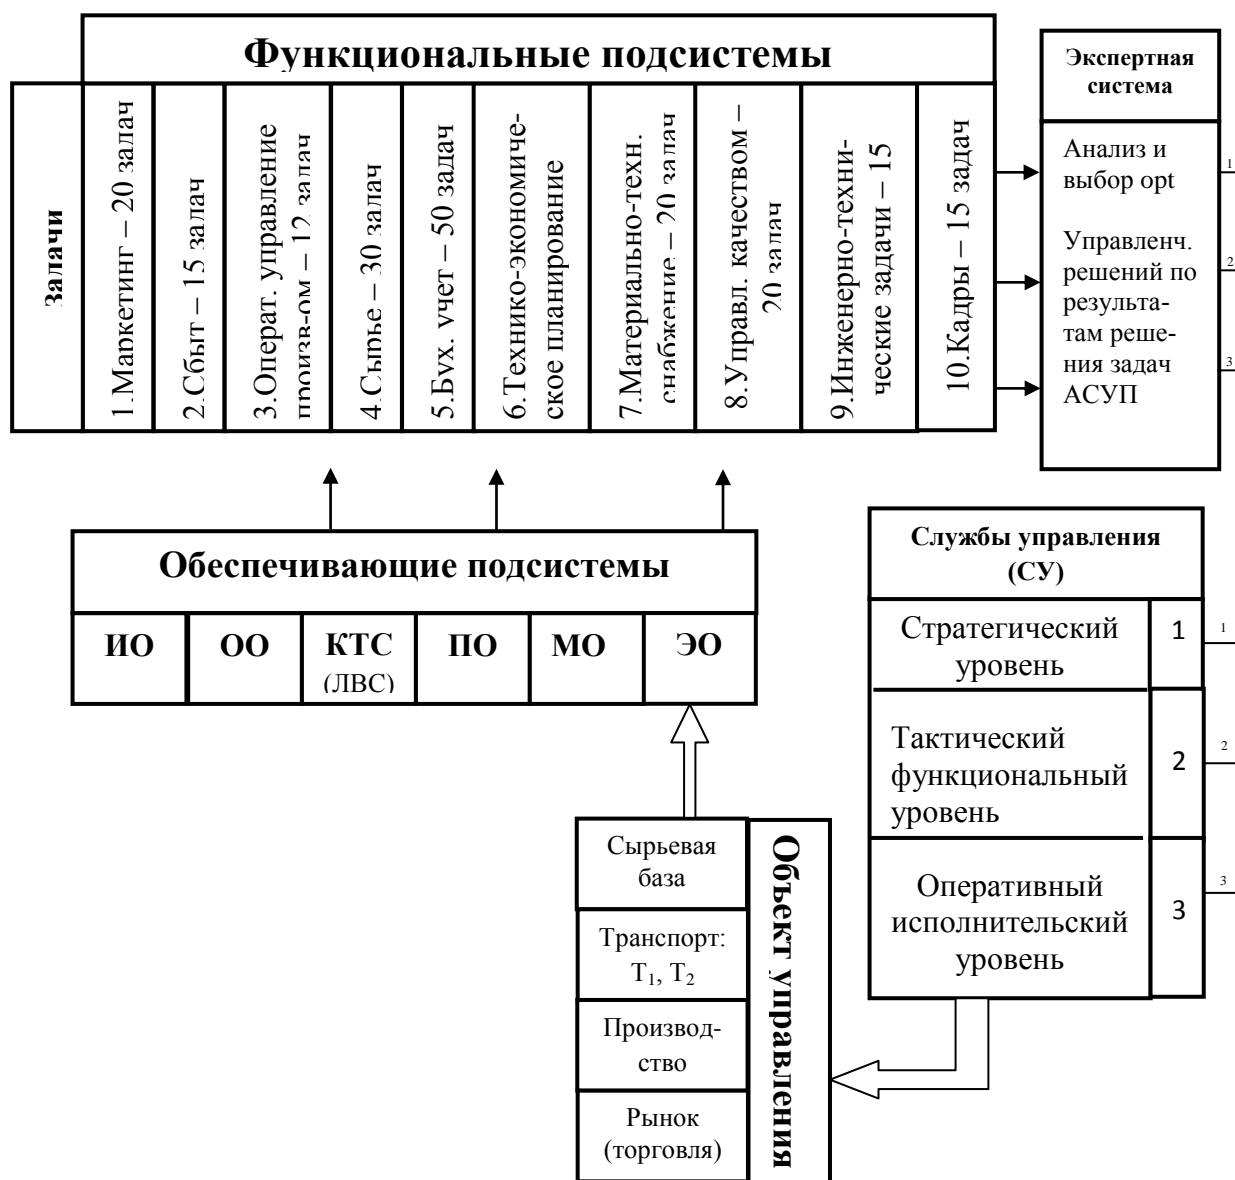 Функциональные подсистемы
Задачи
1.Маркетинг – 20 задач
2.Сбыт – 15 задач
3.Операт. управление
произв-ом – 12 задач
4.Сырье – 30 задач
5.Бух. учет – 50 задач
6.Технико-экономиче-
ское планирование
7.Материально-техн.
снабжение – 20 задач
8.Управл. качеством –
20 задач
9.Инженерно-техни-
ческие задачи – 15
10.Кадры – 15 задач
Экспертная
система
Анализ и
выбор opt
Управленч.
решений по
результа-
там реше-
ния задач
АСУП
1
2
3
Обеспечивающие подсистемы
ИО
ОО
КТС
(ЛВС)
ПО
МО
ЭО
Службы управления
(СУ)
Стратегический
уровень
1
1
Тактический
функциональный
уровень
2
2
Оперативный
исполнительский
уровень
3
3
Сырьевая
база
Транспорт:
Т₁, Т₂
Производ-
ство
Рынок
(торговля)
Объект управления